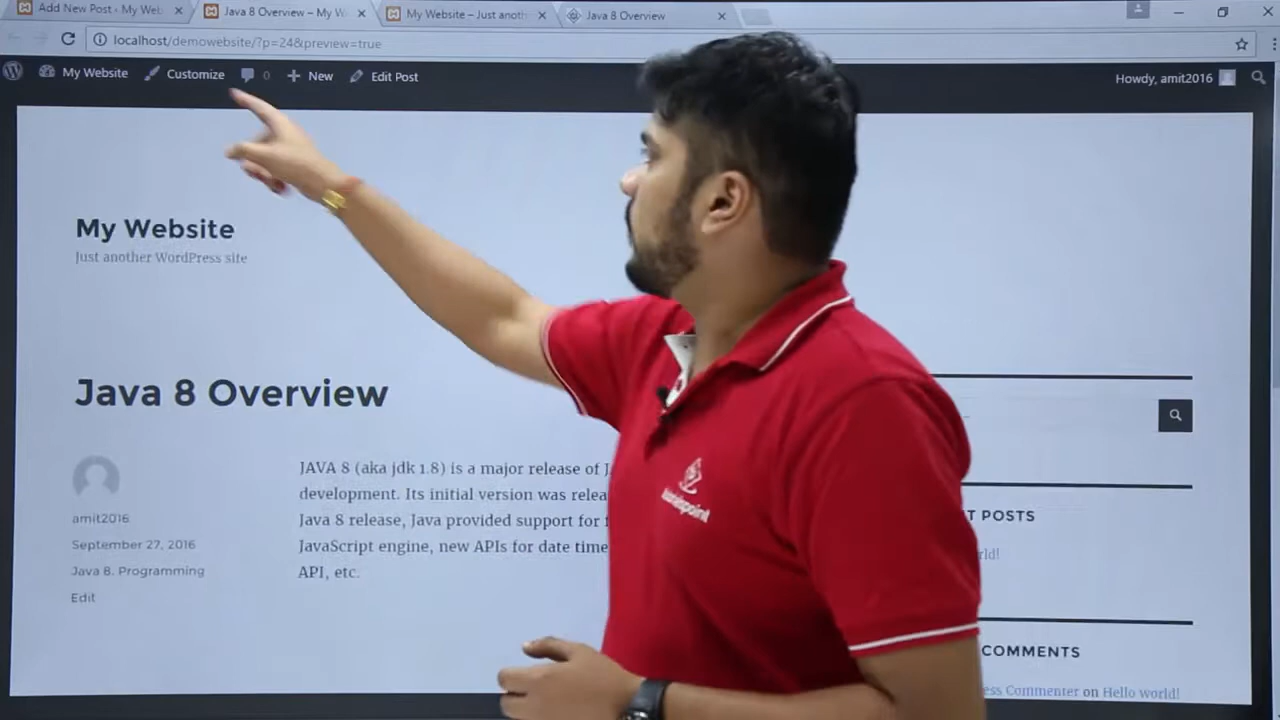 Add New Post ‹ My Web
Java 8 Overview – My W
My Website – Just anoth
Java 8 Overview
localhost/demowebsite/?p=24&preview=true
My Website
Customize
0
New
Edit Post
Howdy, amit2016
My Website
Just another WordPress site
Java 8 Overview
JAVA 8 (aka jdk 1.8) is a major release of J
development. Its initial version was relea
Java 8 release, Java provided support for
JavaScript engine, new APIs for date time
API, etc.
amit2016
September 27, 2016
Java 8, Programming
Edit
T POSTS
rld!
COMMENTS
ess Commenter on Hello world!